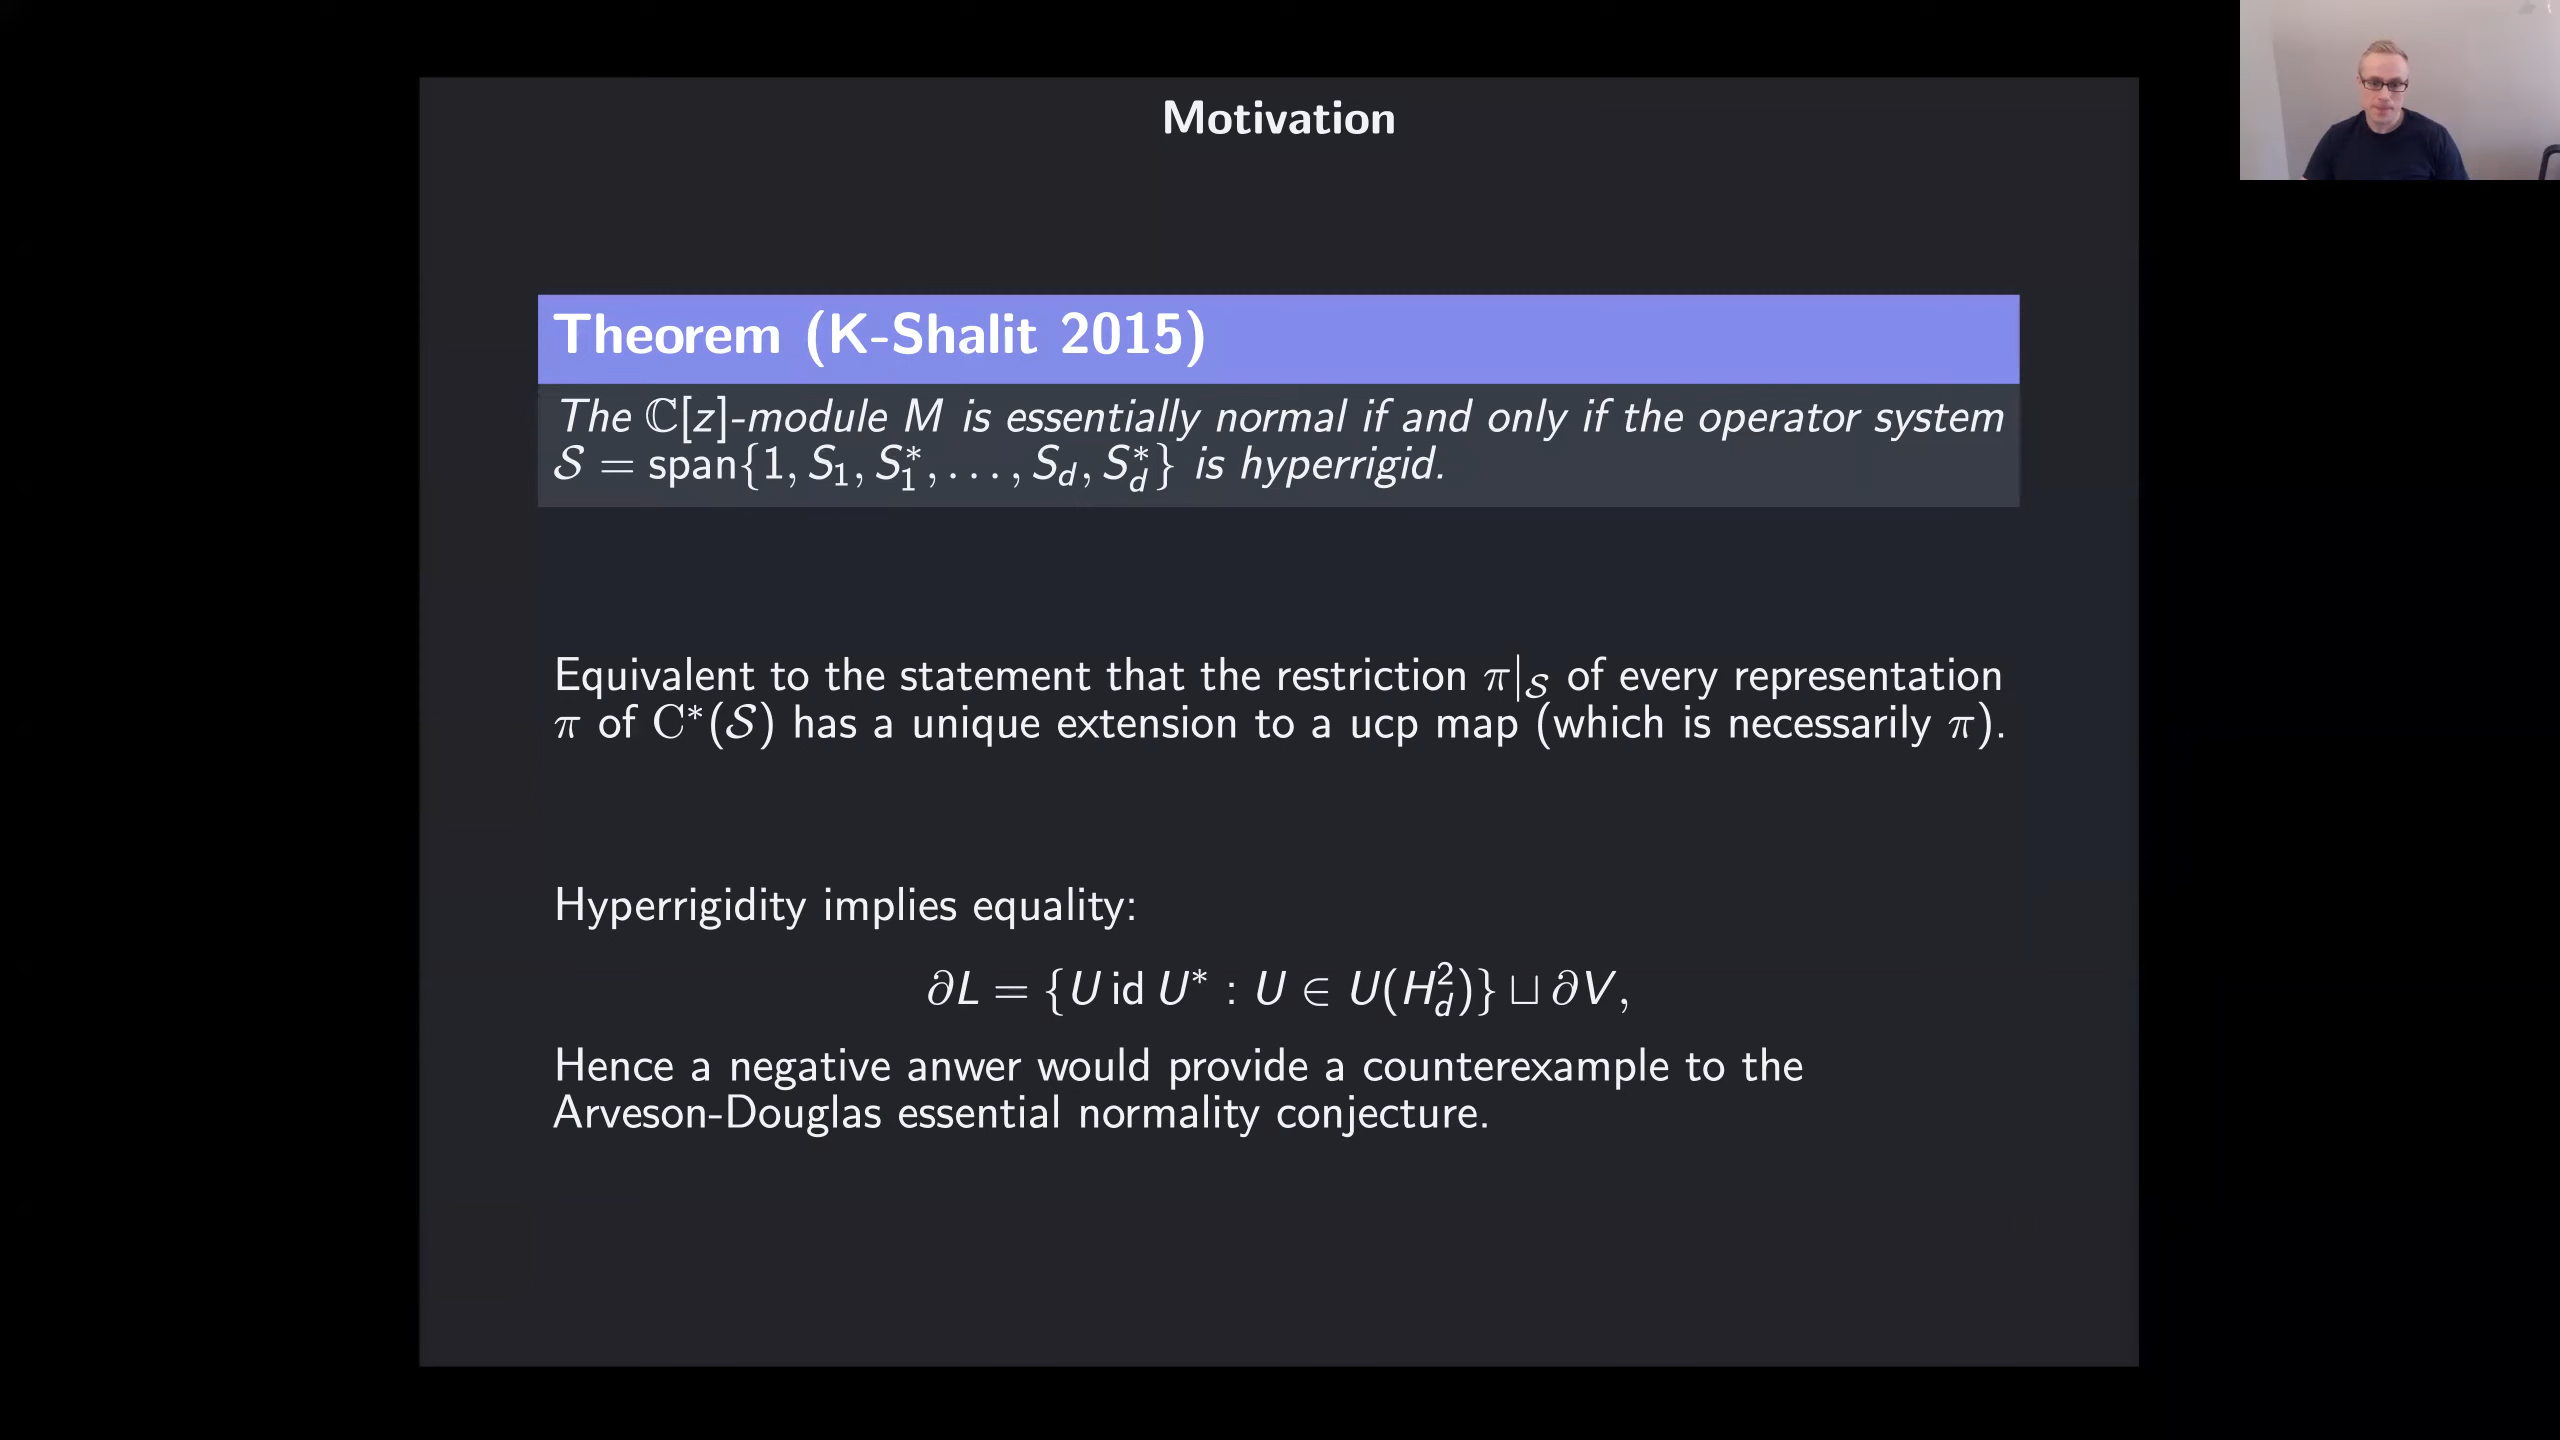 Motivation
Theorem (K-Shalit 2015)
The ℂ[z]-module M is essentially normal if and only if the operator system
𝒮 = span{1, S₁, S₁*, . . . , S_d, S_d*} is hyperrigid.
Equivalent to the statement that the restriction π|_𝒮 of every representation
π of C*(𝒮) has a unique extension to a ucp map (which is necessarily π).
Hyperrigidity implies equality:
∂L = {U id U* : U ∈ U(H_d²)} ⊔ ∂V,
Hence a negative anwer would provide a counterexample to the
Arveson-Douglas essential normality conjecture.